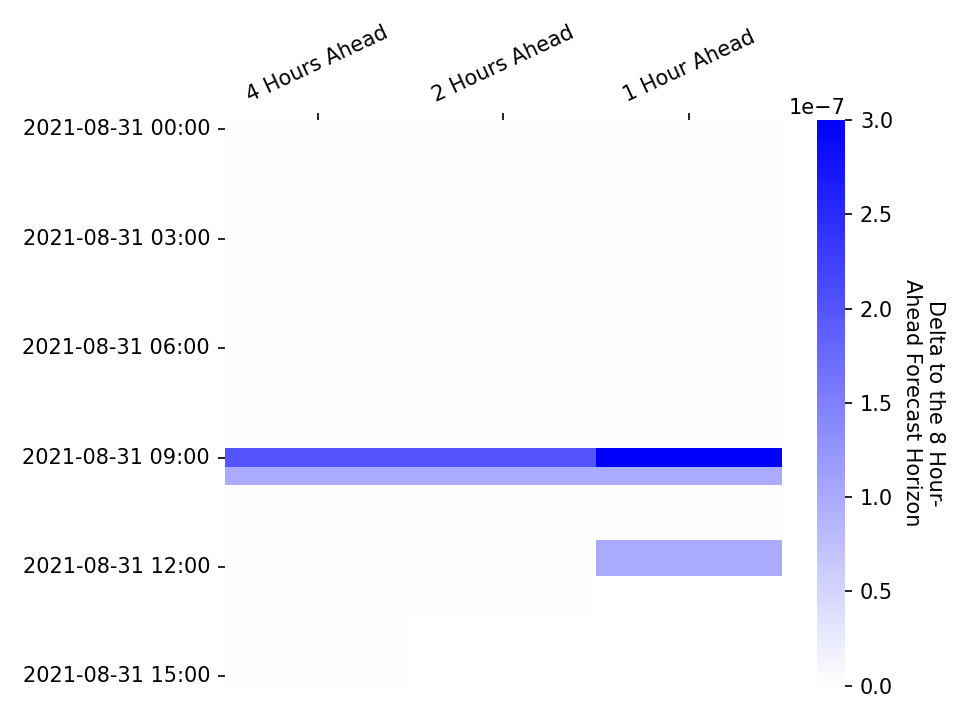 4 Hours Ahead
2 Hours Ahead
1 Hour Ahead
2021-08-31 00:00
2021-08-31 03:00
2021-08-31 06:00
2021-08-31 09:00
2021-08-31 12:00
2021-08-31 15:00
1e−7
3.0
2.5
2.0
1.5
1.0
0.5
0.0
Delta to the 8 Hour-
Ahead Forecast Horizon